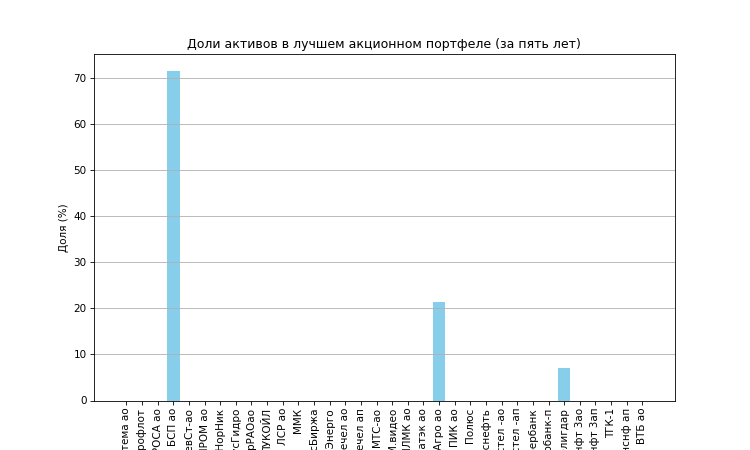 Доли активов в лучшем акционном портфеле (за пять лет)
Доля (%)
70
60
50
40
30
20
10
0
тема ао
рофлот
РОСА ао
БСП ао
евСт-ао
ПРОМ ао
НорНик
сГидро
рРАОао
ЛУКОЙЛ
ЛСР ао
ММК
сБиржа
Энерго
ечел ао
ечел ап
МТС-ао
М.видео
ЛМК ао
атэк ао
Агро ао
ПИК ао
Полюс
снефть
стел -ао
стел -ап
ербанк
рбанк-п
лигдар
нфт 3ао
нфт 3ап
ТГК-1
нснф ап
ВТБ ао